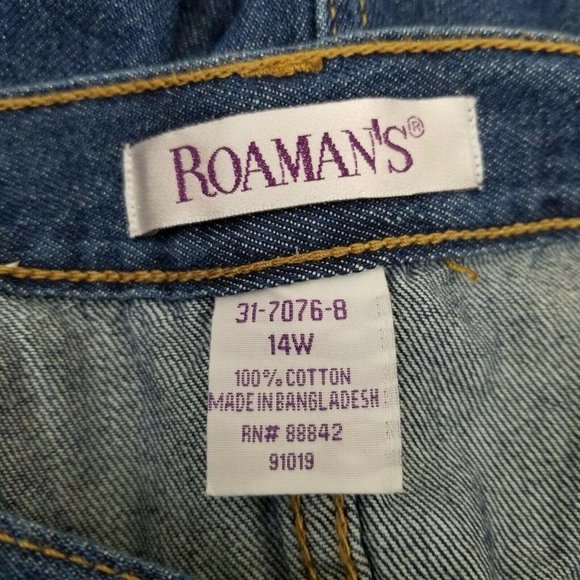 ROAMAN'S®
31-7076-8
14W
100% COTTON
MADE IN BANGLADESH
RN# 88842
91019